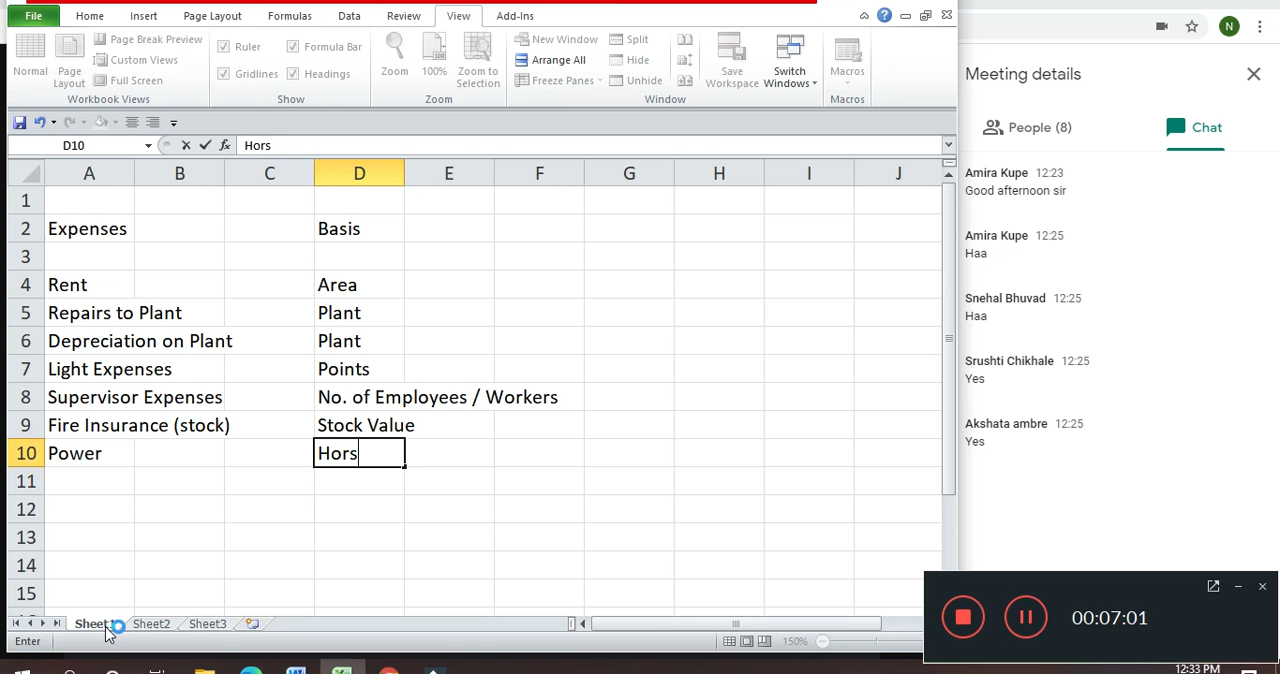 File Home Insert Page Layout Formulas Data Review View Add-Ins
Normal
Page Layout
Page Break Preview
Custom Views
Full Screen
Workbook Views
Ruler
Formula Bar
Gridlines
Headings
Show
Zoom
100%
Zoom to Selection
Zoom
New Window
Arrange All
Freeze Panes
Split
Hide
Unhide
Save Workspace
Switch Windows
Window
Macros
Macros
D10 fx Hors
A B C D E F G H I J
1
2 Expenses Basis
3
4 Rent Area
5 Repairs to Plant Plant
6 Depreciation on Plant Plant
7 Light Expenses Points
8 Supervisor Expenses No. of Employees / Workers
9 Fire Insurance (stock) Stock Value
10 Power Hors
11
12
13
14
15
Sheet1 Sheet2 Sheet3
Enter 150%
N
Meeting details
People (8) Chat
Amira Kupe 12:23
Good afternoon sir
Amira Kupe 12:25
Haa
Snehal Bhuvad 12:25
Haa
Srushti Chikhale 12:25
Yes
Akshata ambre 12:25
Yes
00:07:01
12:33 PM